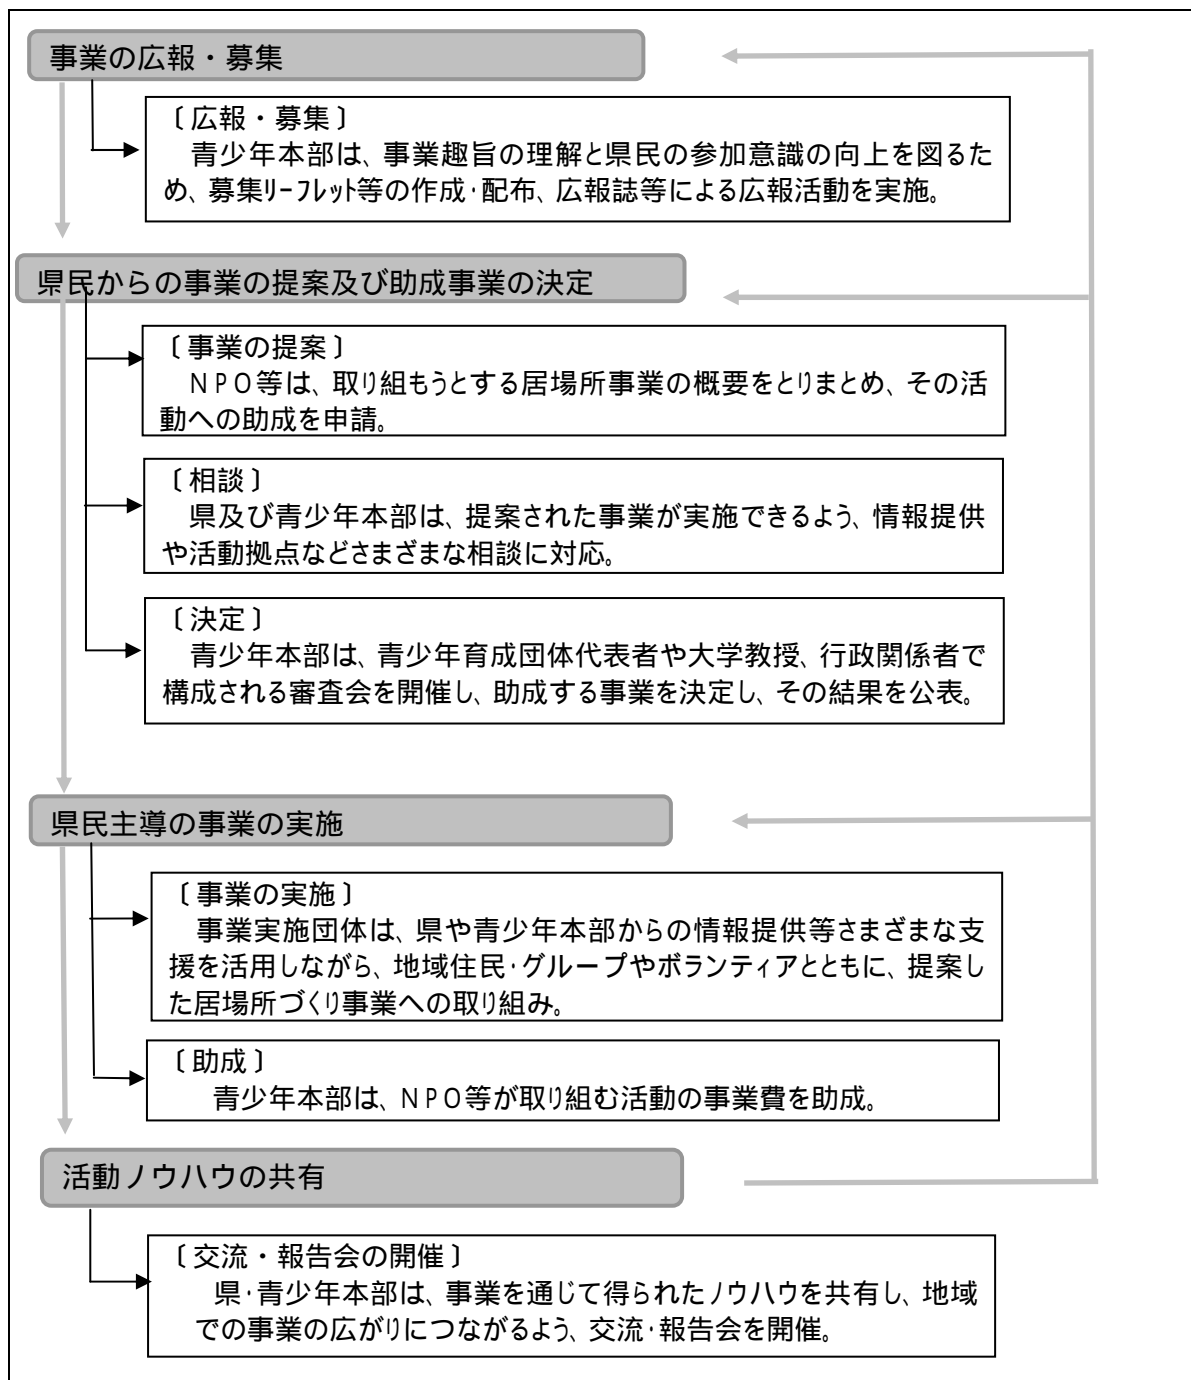 事業の広報・募集
〔広報・募集〕
青少年本部は、事業趣旨の理解と県民の参加意識の向上を図るた
め、募集ﾘｰﾌﾚｯﾄ等の作成・配布、広報誌等による広報活動を実施。
県民からの事業の提案及び助成事業の決定
〔事業の提案〕
ＮＰＯ等は、取り組もうとする居場所事業の概要をとりまとめ、その活
動への助成を申請。
〔相談〕
県及び青少年本部は、提案された事業が実施できるよう、情報提供
や活動拠点などさまざまな相談に対応。
〔決定〕
青少年本部は、青少年育成団体代表者や大学教授、行政関係者で
構成される審査会を開催し、助成する事業を決定し、その結果を公表。
県民主導の事業の実施
〔事業の実施〕
事業実施団体は、県や青少年本部からの情報提供等さまざまな支
援を活用しながら、地域住民・グループやボランティアとともに、提案し
た居場所づくり事業への取り組み。
〔助成〕
青少年本部は、ＮＰＯ等が取り組む活動の事業費を助成。
活動ノウハウの共有
〔交流・報告会の開催〕
県・青少年本部は、事業を通じて得られたノウハウを共有し、地域
での事業の広がりにつながるよう、交流・報告会を開催。